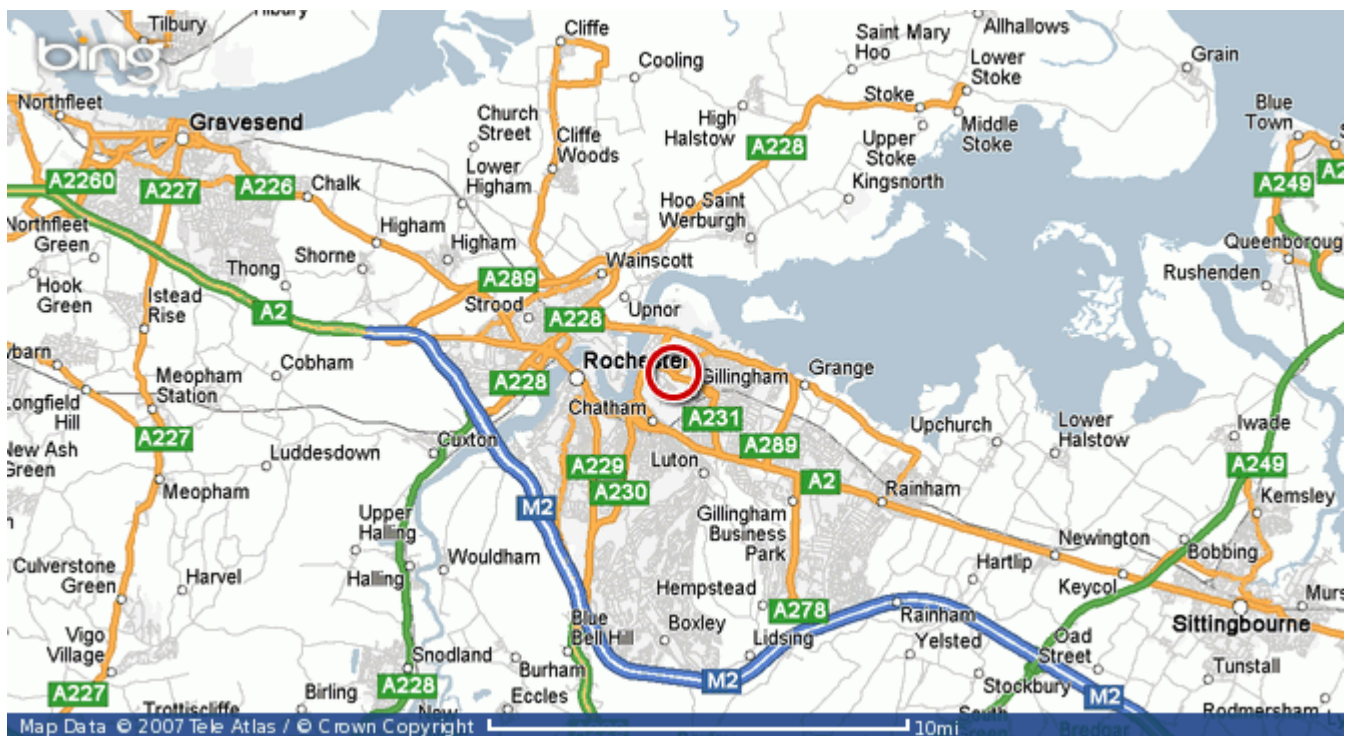 Tilbury
Tilbury
bing
Cliffe
Cooling
Saint Mary
Hoo
Allhallows
Lower
Stoke
Grain
Northfleet
Gravesend
Church
Street
Cliffe
Woods
High
Halstow
A228
Stoke
Upper
Stoke
Middle
Stoke
Blue
Town
A2260
A227
A226
Chalk
Lower
Higham
Kingsnorth
A249
Northfleet
Green
Higham
Higham
Hoo Saint
Werburgh
Queenboroug
Thong
Shorne
A289
Wainscott
Rushenden
Hook
Green
Istead
Rise
A2
Strood
A228
Upnor
Cobham
Rochester
Gillingham
Grange
Meopham
Station
Longfield
Hill
A228
Chatham
A231
A289
Upchurch
Lower
Halstow
Iwade
New Ash
Green
A227
Luddesdown
Cuxton
A229
A230
Luton
A2
Rainham
A249
Kemsley
Meopham
Upper
Halling
M2
Gillingham
Business
Park
Newington
Bobbing
Culverstone
Green
Harvel
Halling
Wouldham
Hempstead
A278
Hartlip
Keycol
Rainham
Sittingbourne
Vigo
Village
Blue
Bell Hill
Boxley
Lidsing
Yelsted
Oad
Street
A227
Snodland
A228
Burham
M2
Stockbury
M2
Tunstall
Trottiscliffe
Birling
Eccles
South
Green
Bredgar
Rodmersham
Map Data © 2007 Tele Atlas / © Crown Copyright
10mi